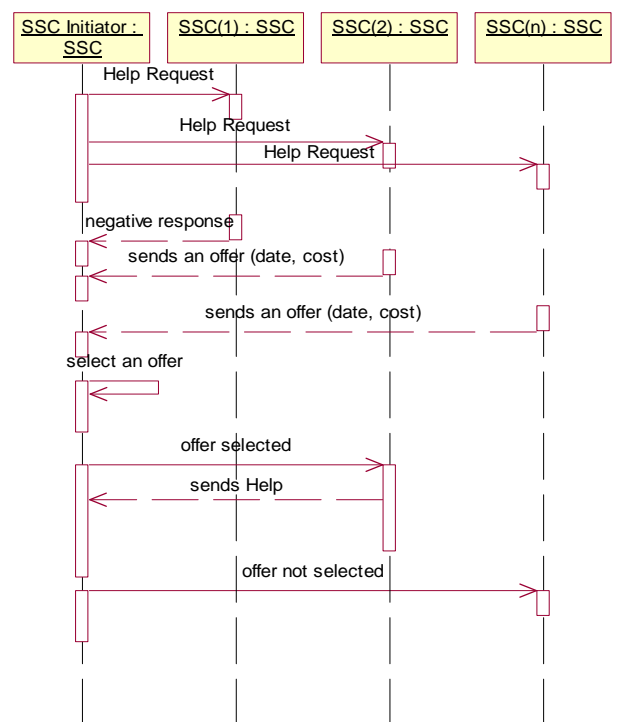 SSC Initiator :
SSC
SSC(1) : SSC
SSC(2) : SSC
SSC(n) : SSC
Help Request
Help Request
Help Request
negative response
sends an offer (date, cost)
sends an offer (date, cost)
select an offer
offer selected
sends Help
offer not selected